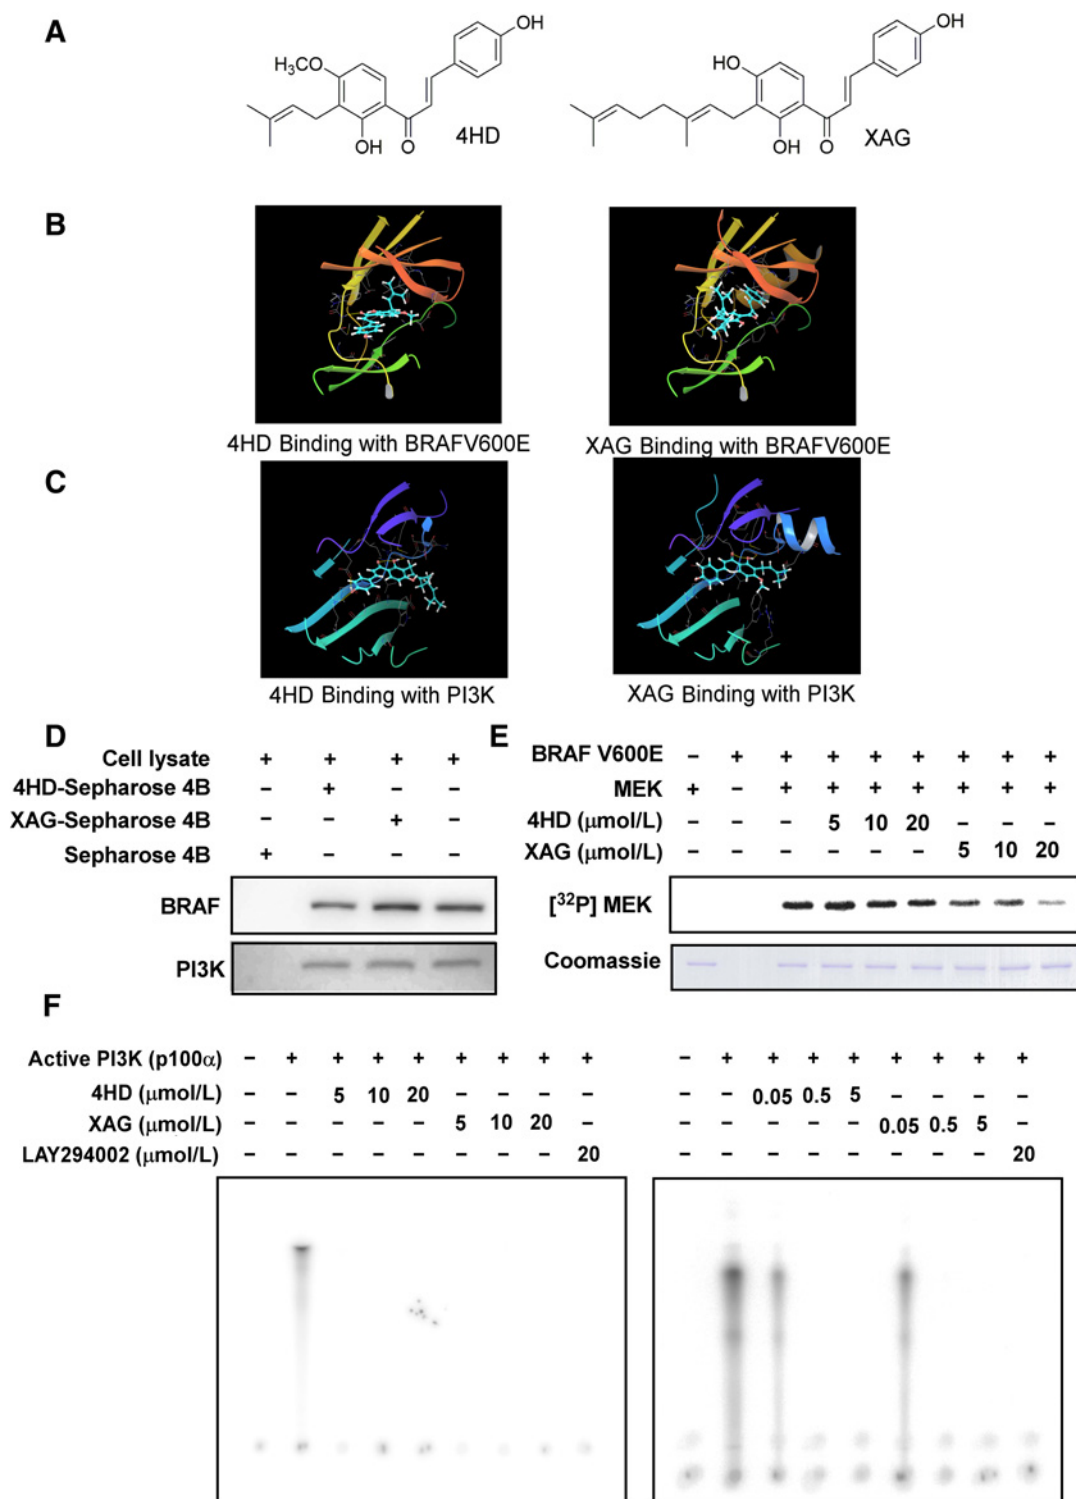 A
H₃CO
OH
OH
O
4HD
HO
OH
OH
O
XAG
B
4HD Binding with BRAFV600E
XAG Binding with BRAFV600E
C
4HD Binding with PI3K
XAG Binding with PI3K
D
Cell lysate + + + +
4HD-Sepharose 4B − + − −
XAG-Sepharose 4B − − + −
Sepharose 4B + − − −
BRAF
PI3K
E
BRAF V600E − + + + + + + + +
MEK + − + + + + + + +
4HD (μmol/L) − − − 5 10 20 − − −
XAG (μmol/L) − − − − − − 5 10 20
[³²P] MEK
Coomassie
F
Active PI3K (p100α) − + + + + + + + +
4HD (μmol/L) − − 5 10 20 − − − −
XAG (μmol/L) − − − − − 5 10 20 −
LAY294002 (μmol/L) − − − − − − − − 20
− + + + + + + + +
− − 0.05 0.5 5 − − − −
− − − − − 0.05 0.5 5 −
− − − − − − − − 20